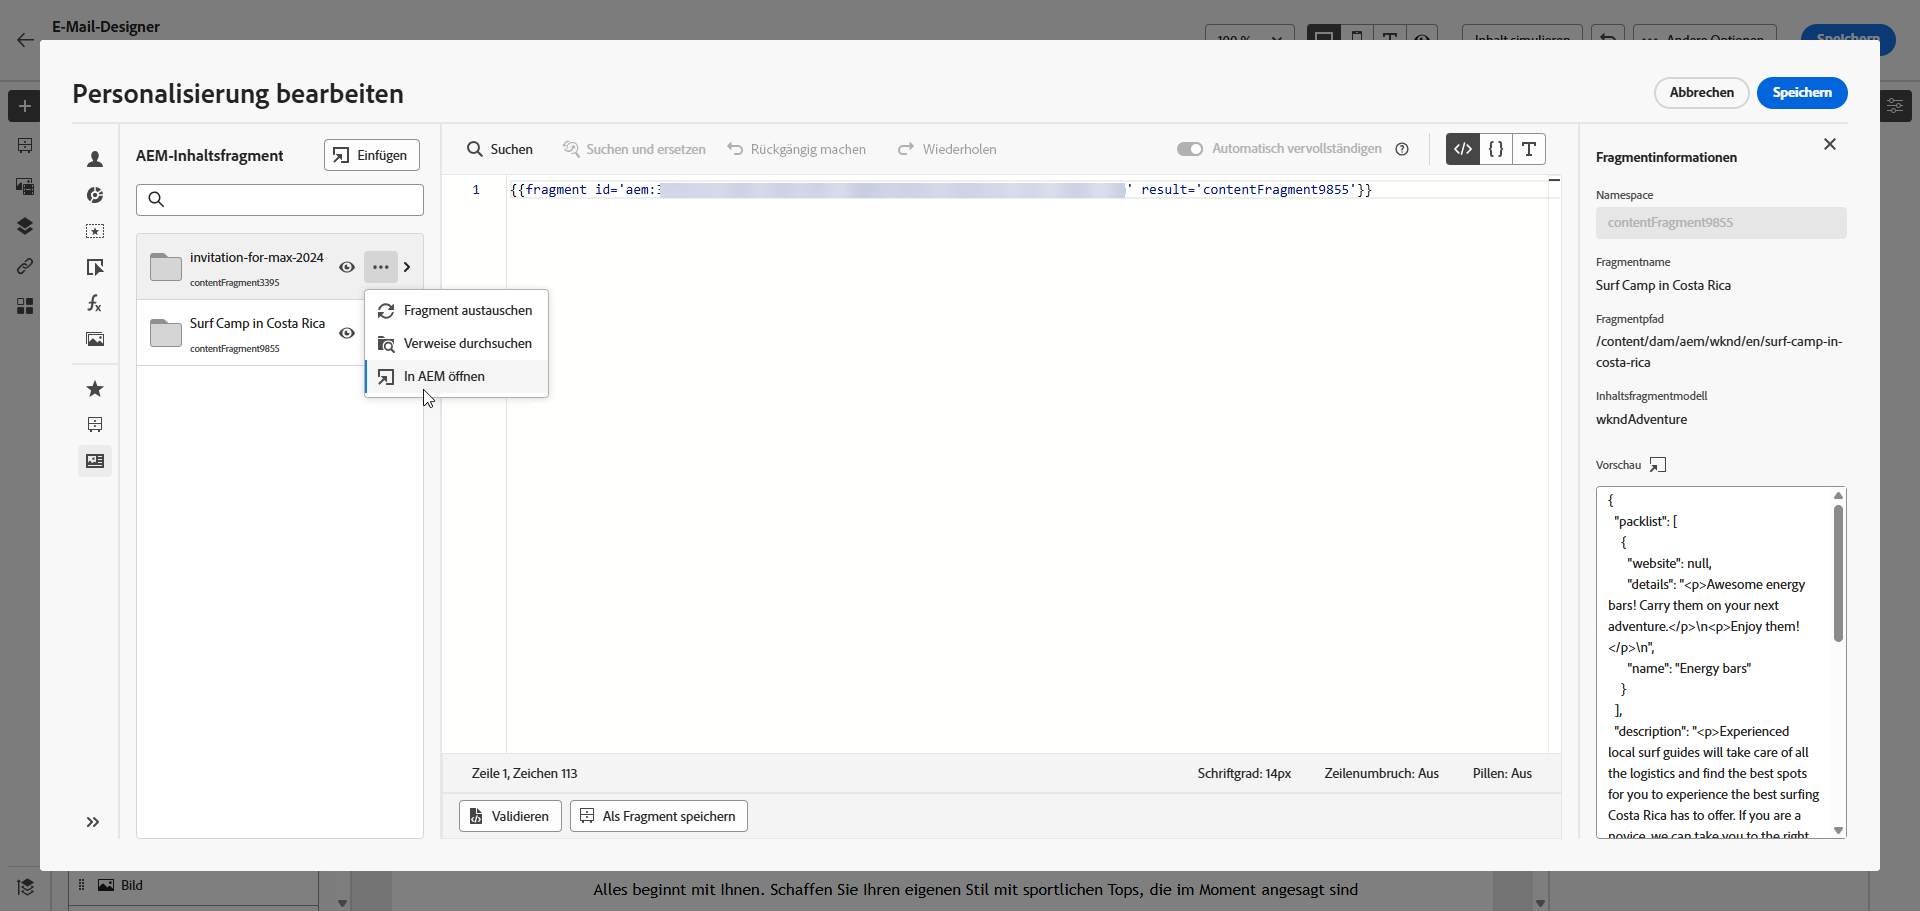 E-Mail-Designer
Personalisierung bearbeiten
Abbrechen
Speichern
AEM-Inhaltsfragment
Einfügen
invitation-for-max-2024
contentFragment3395
Surf Camp in Costa Rica
contentFragment9855
Fragment austauschen
Verweise durchsuchen
In AEM öffnen
Suchen
Suchen und ersetzen
Rückgängig machen
Wiederholen
Automatisch vervollständigen
1
{{fragment id='aem: ' result='contentFragment9855'}}
Zeile 1, Zeichen 113
Schriftgrad: 14px
Zeilenumbruch: Aus
Pillen: Aus
Validieren
Als Fragment speichern
Fragmentinformationen
Namespace
contentFragment9855
Fragmentname
Surf Camp in Costa Rica
Fragmentpfad
/content/dam/aem/wknd/en/surf-camp-in-
costa-rica
Inhaltsfragmentmodell
wkndAdventure
Vorschau
{
"packlist": [
{
"website": null,
"details": "<p>Awesome energy
bars! Carry them on your next
adventure.</p>\n<p>Enjoy them!
</p>\n",
"name": "Energy bars"
}
],
"description": "<p>Experienced
local surf guides will take care of all
the logistics and find the best spots
for you to experience the best surfing
Costa Rica has to offer. If you are a
novice, we can take you to the right
Bild
Alles beginnt mit Ihnen. Schaffen Sie Ihren eigenen Stil mit sportlichen Tops, die im Moment angesagt sind